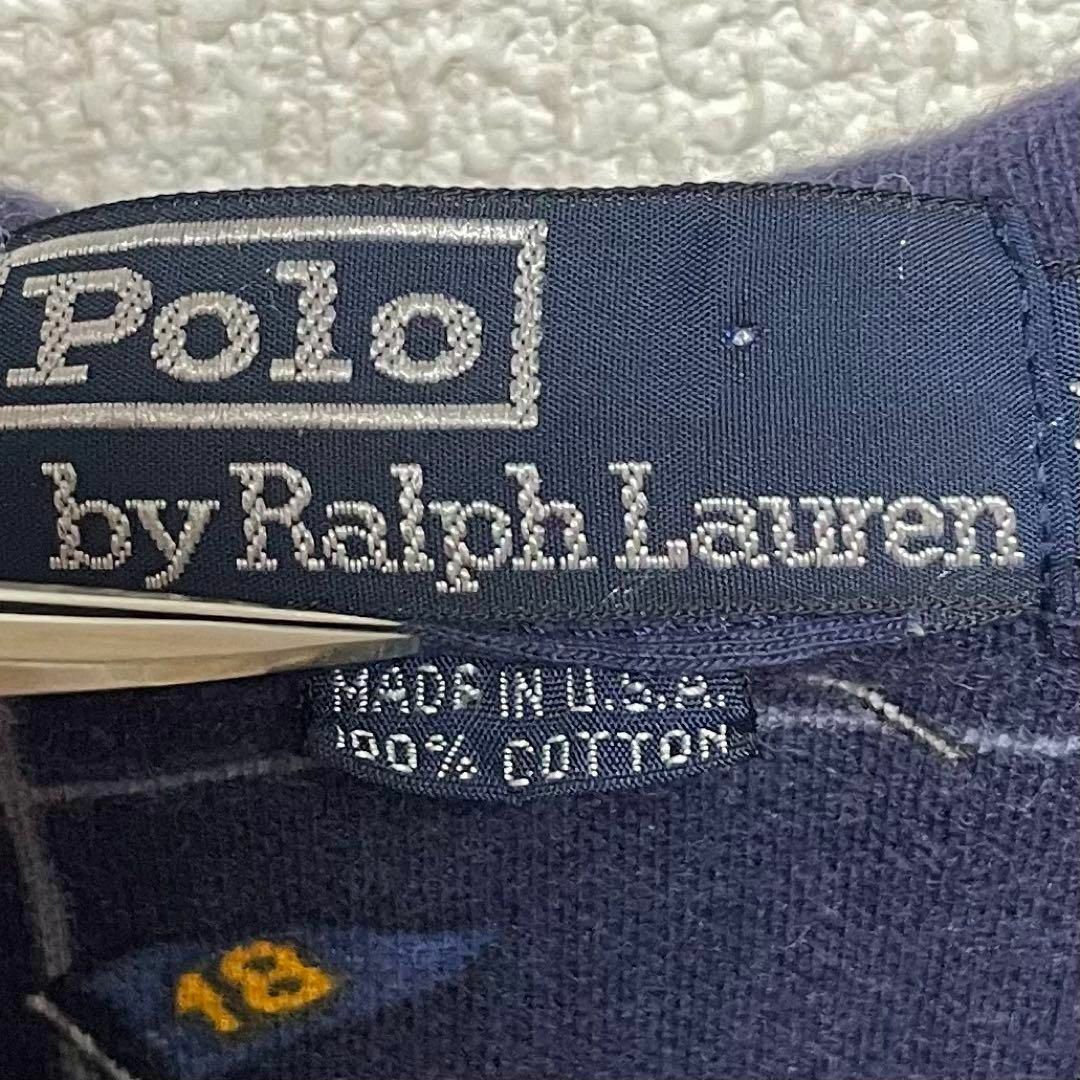 Polo
by Ralph Lauren
MADE IN U.S.A.
100% COTTON
18